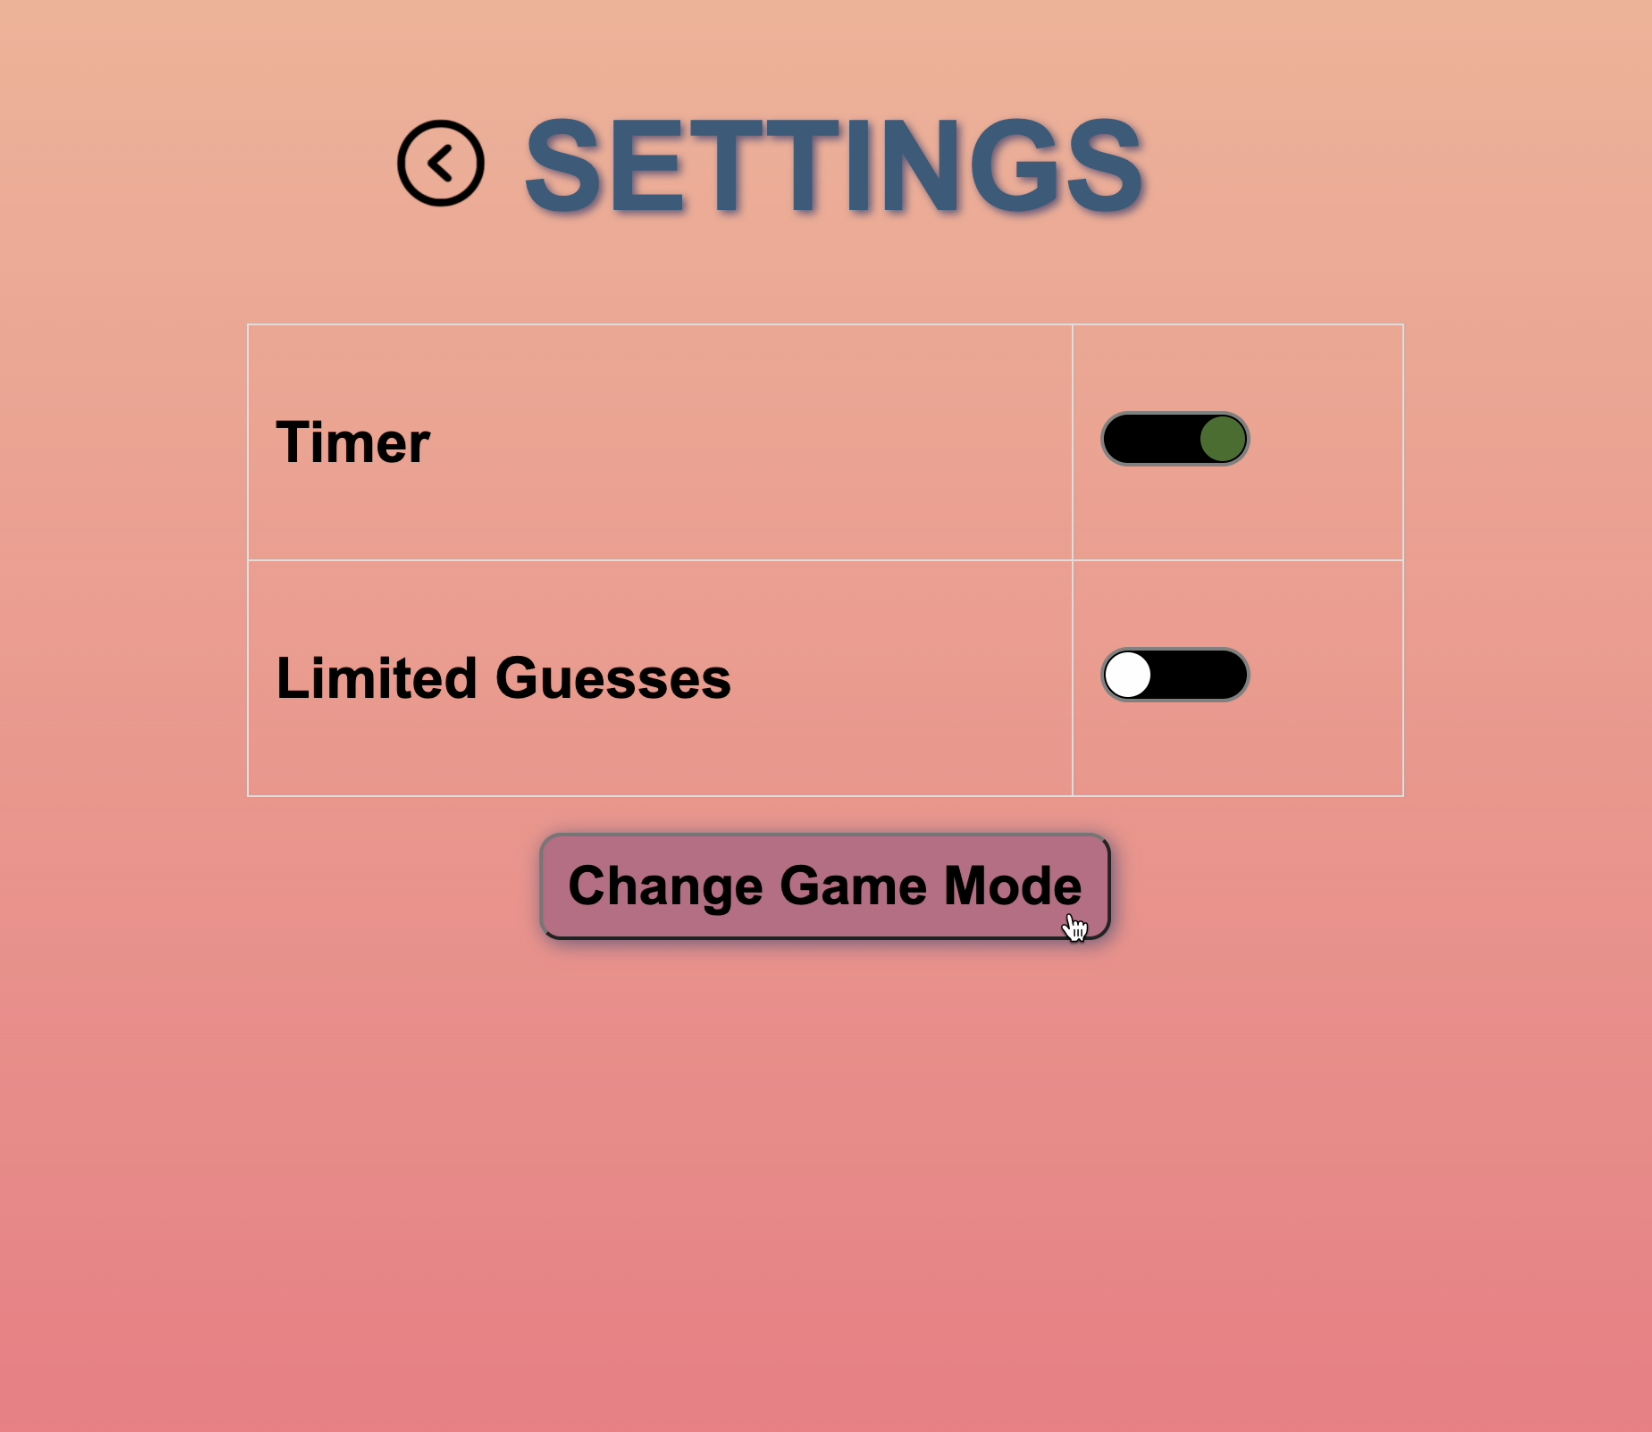 SETTINGS
Timer
Limited Guesses
Change Game Mode